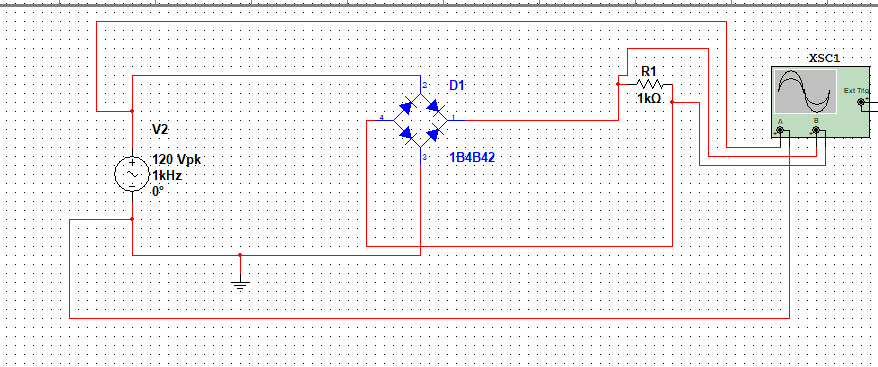 XSC1
Ext Trig
+
A
B
+
+
R1
1kΩ
D1
2
4
1
3
1B4B42
V2
120 Vpk
1kHz
0°